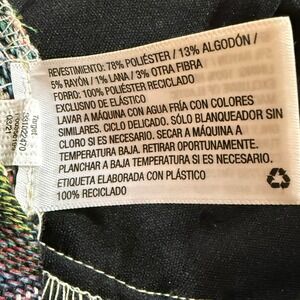 REVESTIMIENTO: 78% POLIÉSTER / 13% ALGODÓN /
5% RAYÓN / 1% LANA / 3% OTRA FIBRA
FORRO: 100% POLIÉSTER RECICLADO
EXCLUSIVO DE ELÁSTICO
LAVAR A MÁQUINA CON AGUA FRÍA CON COLORES
SIMILARES. CICLO DELICADO. SÓLO BLANQUEADOR SIN
CLORO SI ES NECESARIO. SECAR A MÁQUINA A
TEMPERATURA BAJA. RETIRAR OPORTUNAMENTE.
PLANCHAR A BAJA TEMPERATURA SI ES NECESARIO.
ETIQUETA ELABORADA CON PLÁSTICO
100% RECICLADO
Target